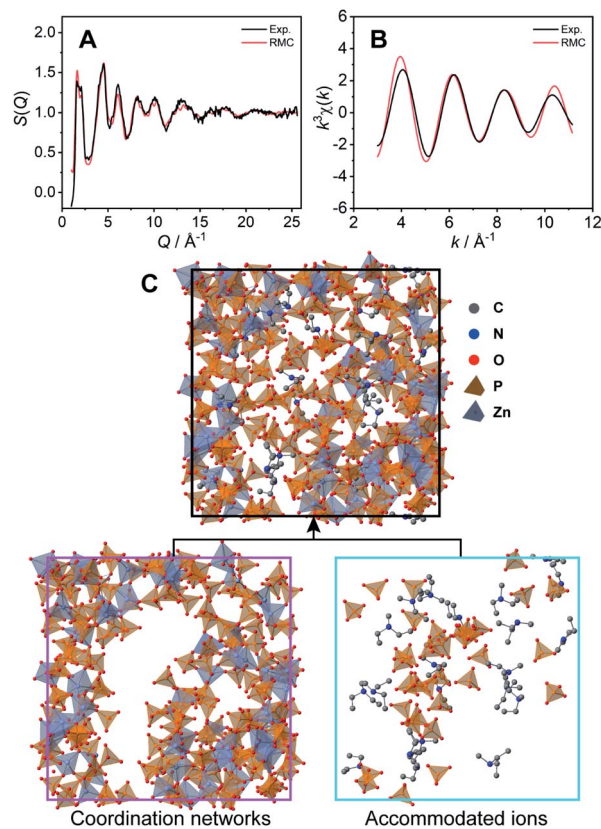 A
Exp.
RMC
S(Q)
2.0
1.5
1.0
0.5
0.0
0 5 10 15 20 25
Q / Å⁻¹
B
Exp.
RMC
k³χ(k)
6
4
2
0
-2
-4
-6
2 4 6 8 10 12
k / Å⁻¹
C
C
N
O
P
Zn
Coordination networks
Accommodated ions